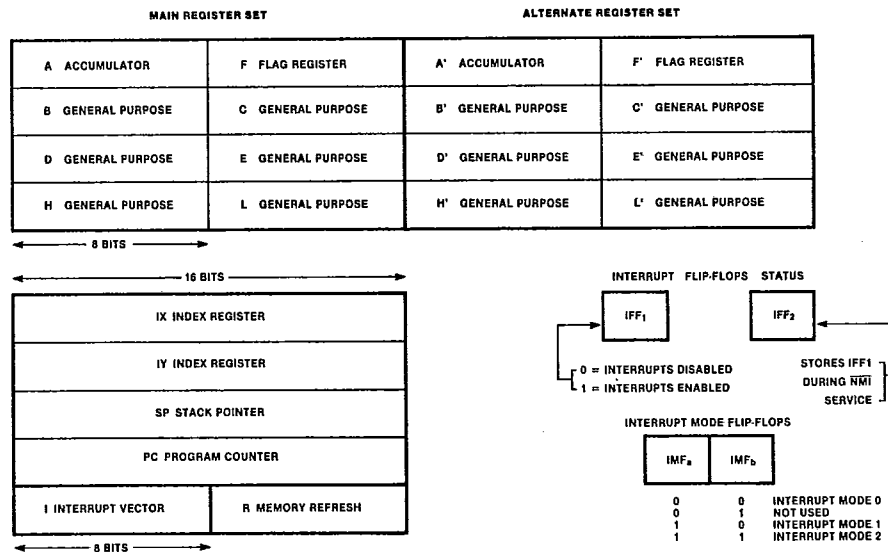 MAIN REGISTER SET
ALTERNATE REGISTER SET
A ACCUMULATOR
F FLAG REGISTER
A' ACCUMULATOR
F' FLAG REGISTER
B GENERAL PURPOSE
C GENERAL PURPOSE
B' GENERAL PURPOSE
C' GENERAL PURPOSE
D GENERAL PURPOSE
E GENERAL PURPOSE
D' GENERAL PURPOSE
E' GENERAL PURPOSE
H GENERAL PURPOSE
L GENERAL PURPOSE
H' GENERAL PURPOSE
L' GENERAL PURPOSE
8 BITS
16 BITS
IX INDEX REGISTER
IY INDEX REGISTER
SP STACK POINTER
PC PROGRAM COUNTER
I INTERRUPT VECTOR
R MEMORY REFRESH
8 BITS
INTERRUPT FLIP-FLOPS STATUS
IFF₁
IFF₂
0 = INTERRUPTS DISABLED
1 = INTERRUPTS ENABLED
STORES IFF1
DURING N̅M̅I̅
SERVICE
INTERRUPT MODE FLIP-FLOPS
IMFₐ
IMF_b
0 0 INTERRUPT MODE 0
0 1 NOT USED
1 0 INTERRUPT MODE 1
1 1 INTERRUPT MODE 2